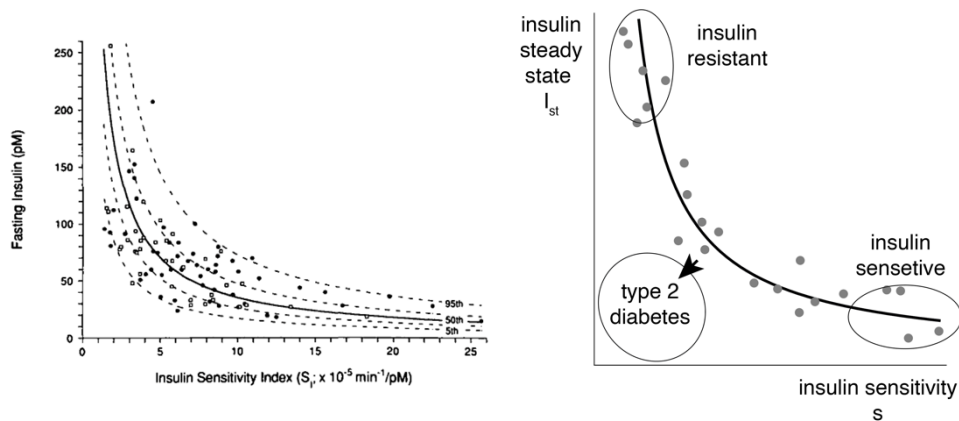 250
200
150
100
50
0
Fasting Insulin (pM)
95th
50th
5th
0
5
10
15
20
25
Insulin Sensitivity Index (S_I; x 10⁻⁵ min⁻¹/pM)
insulin
steady
state
I_st
insulin
resistant
insulin
sensetive
type 2
diabetes
insulin sensitivity
s